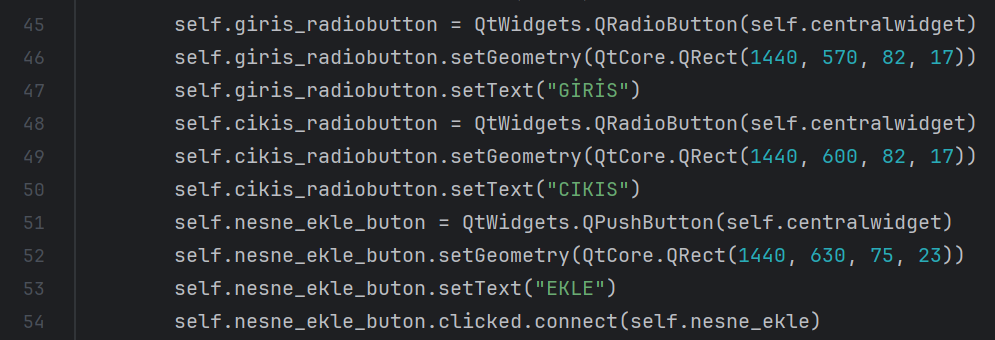 45 self.giris_radiobutton = QtWidgets.QRadioButton(self.centralwidget)
46 self.giris_radiobutton.setGeometry(QtCore.QRect(1440, 570, 82, 17))
47 self.giris_radiobutton.setText("GİRİS")
48 self.cikis_radiobutton = QtWidgets.QRadioButton(self.centralwidget)
49 self.cikis_radiobutton.setGeometry(QtCore.QRect(1440, 600, 82, 17))
50 self.cikis_radiobutton.setText("CIKIS")
51 self.nesne_ekle_buton = QtWidgets.QPushButton(self.centralwidget)
52 self.nesne_ekle_buton.setGeometry(QtCore.QRect(1440, 630, 75, 23))
53 self.nesne_ekle_buton.setText("EKLE")
54 self.nesne_ekle_buton.clicked.connect(self.nesne_ekle)